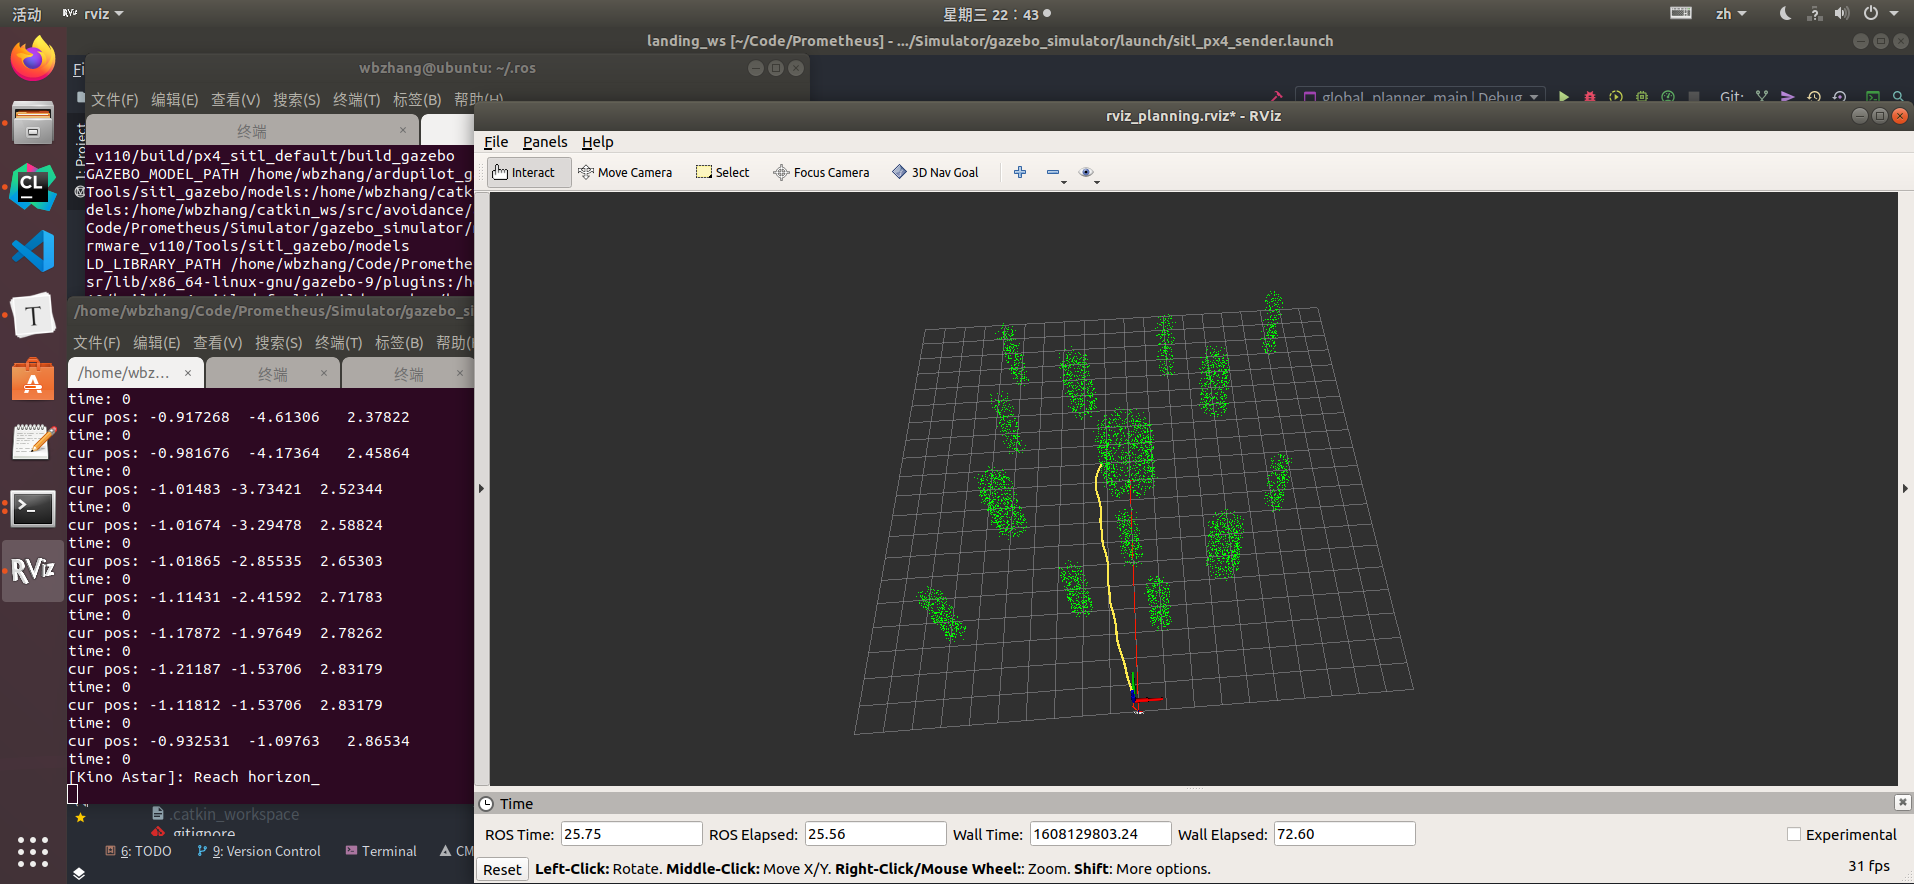 活动
RViz rviz
星期三 22：43
zh
landing_ws [~/Code/Prometheus] - .../Simulator/gazebo_simulator/launch/sitl_px4_sender.launch
wbzhang@ubuntu: ~/.ros
文件(F) 编辑(E) 查看(V) 搜索(S) 终端(T) 标签(B) 帮助(H)
global_planner_main | Debug
Git:
1: Project
终端
_v110/build/px4_sitl_default/build_gazebo
GAZEBO_MODEL_PATH /home/wbzhang/ardupilot_g
Tools/sitl_gazebo/models:/home/wbzhang/catk
dels:/home/wbzhang/catkin_ws/src/avoidance/
Code/Prometheus/Simulator/gazebo_simulator/
rmware_v110/Tools/sitl_gazebo/models
LD_LIBRARY_PATH /home/wbzhang/Code/Promethe
sr/lib/x86_64-linux-gnu/gazebo-9/plugins:/h
/home/wbzhang/Code/Prometheus/Simulator/gazebo_si
文件(F) 编辑(E) 查看(V) 搜索(S) 终端(T) 标签(B) 帮助(
/home/wbz...
终端
终端
time: 0
cur pos: -0.917268 -4.61306 2.37822
time: 0
cur pos: -0.981676 -4.17364 2.45864
time: 0
cur pos: -1.01483 -3.73421 2.52344
time: 0
cur pos: -1.01674 -3.29478 2.58824
time: 0
cur pos: -1.01865 -2.85535 2.65303
time: 0
cur pos: -1.11431 -2.41592 2.71783
time: 0
cur pos: -1.17872 -1.97649 2.78262
time: 0
cur pos: -1.21187 -1.53706 2.83179
time: 0
cur pos: -1.11812 -1.53706 2.83179
time: 0
cur pos: -0.932531 -1.09763 2.86534
time: 0
[Kino Astar]: Reach horizon_
.catkin_workspace
.gitignore
6: TODO
9: Version Control
Terminal
CM
rviz_planning.rviz* - RViz
File Panels Help
Interact
Move Camera
Select
Focus Camera
3D Nav Goal
CL
T
RViz
Time
ROS Time: 25.75
ROS Elapsed: 25.56
Wall Time: 1608129803.24
Wall Elapsed: 72.60
Experimental
Reset
Left-Click: Rotate. Middle-Click: Move X/Y. Right-Click/Mouse Wheel:: Zoom. Shift: More options.
31 fps